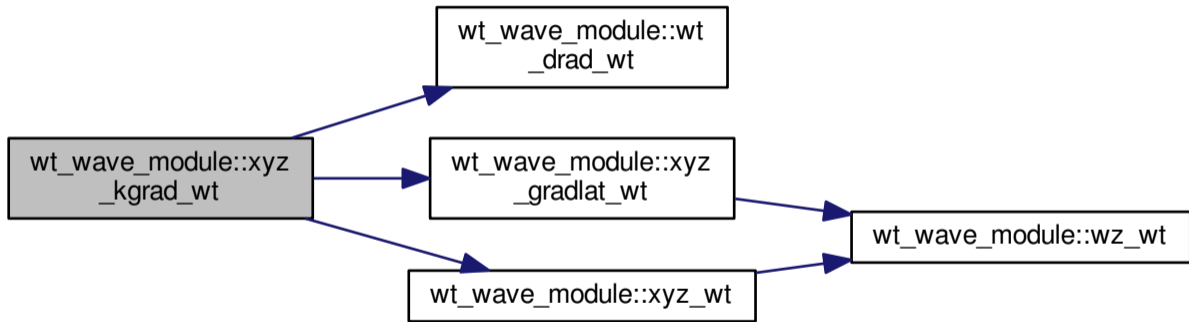 wt_wave_module::wt
_drad_wt
wt_wave_module::xyz
_kgrad_wt
wt_wave_module::xyz
_gradlat_wt
wt_wave_module::wz_wt
wt_wave_module::xyz_wt